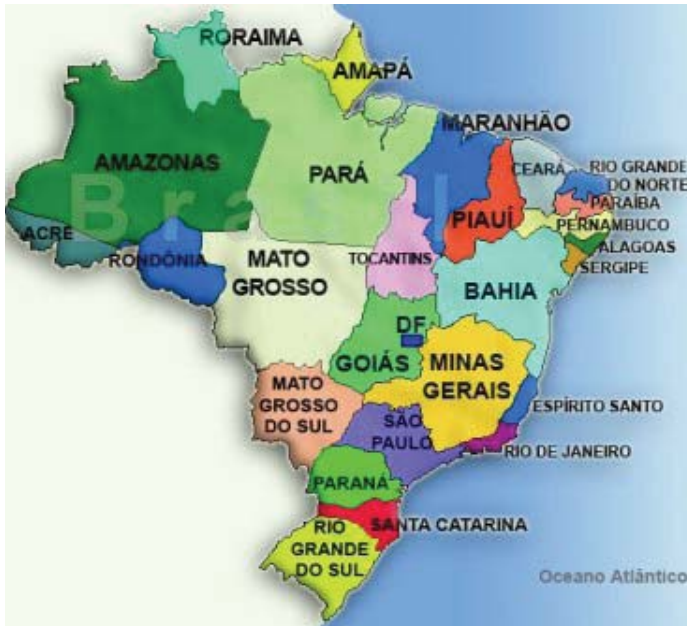 RORAIMA
AMAPÁ
MARANHÃO
AMAZONAS
PARÁ
CEARÁ
RIO GRANDE
DO NORTE
PARAÍBA
Brasil
PIAUÍ
PERNAMBUCO
ACRE
ALAGOAS
RONDÔNIA
MATO
GROSSO
TOCANTINS
SERGIPE
BAHIA
DF
GOIÁS
MINAS
GERAIS
MATO
GROSSO
DO SUL
ESPÍRITO SANTO
SÃO
PAULO
RIO DE JANEIRO
PARANÁ
SANTA CATARINA
RIO
GRANDE
DO SUL
Oceano Atlântico